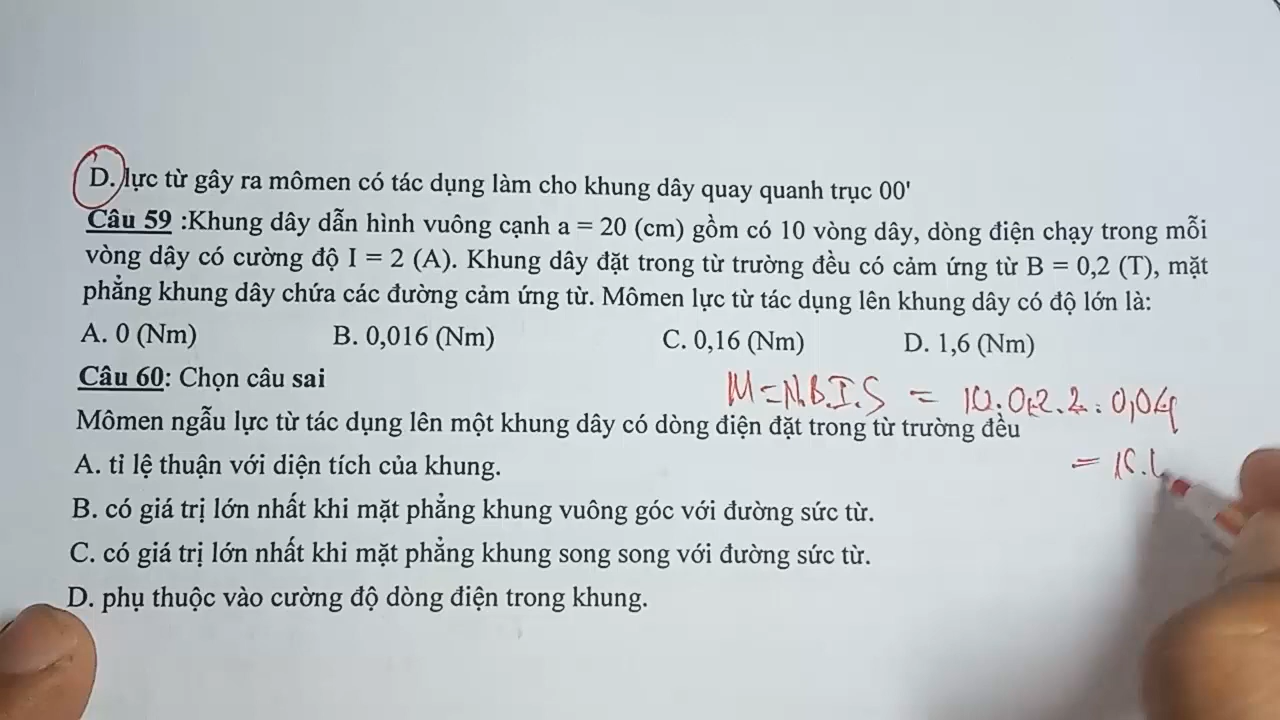 D. lực từ gây ra mômen có tác dụng làm cho khung dây quay quanh trục 00'
Câu 59 :Khung dây dẫn hình vuông cạnh a = 20 (cm) gồm có 10 vòng dây, dòng điện chạy trong mỗi
vòng dây có cường độ I = 2 (A). Khung dây đặt trong từ trường đều có cảm ứng từ B = 0,2 (T), mặt
phẳng khung dây chứa các đường cảm ứng từ. Mômen lực từ tác dụng lên khung dây có độ lớn là:
A. 0 (Nm) B. 0,016 (Nm) C. 0,16 (Nm) D. 1,6 (Nm)
Câu 60: Chọn câu sai
M = N.B.I.S = 10.0,2.2.0,04
Mômen ngẫu lực từ tác dụng lên một khung dây có dòng điện đặt trong từ trường đều
A. tỉ lệ thuận với diện tích của khung.
=
B. có giá trị lớn nhất khi mặt phẳng khung vuông góc với đường sức từ.
C. có giá trị lớn nhất khi mặt phẳng khung song song với đường sức từ.
D. phụ thuộc vào cường độ dòng điện trong khung.